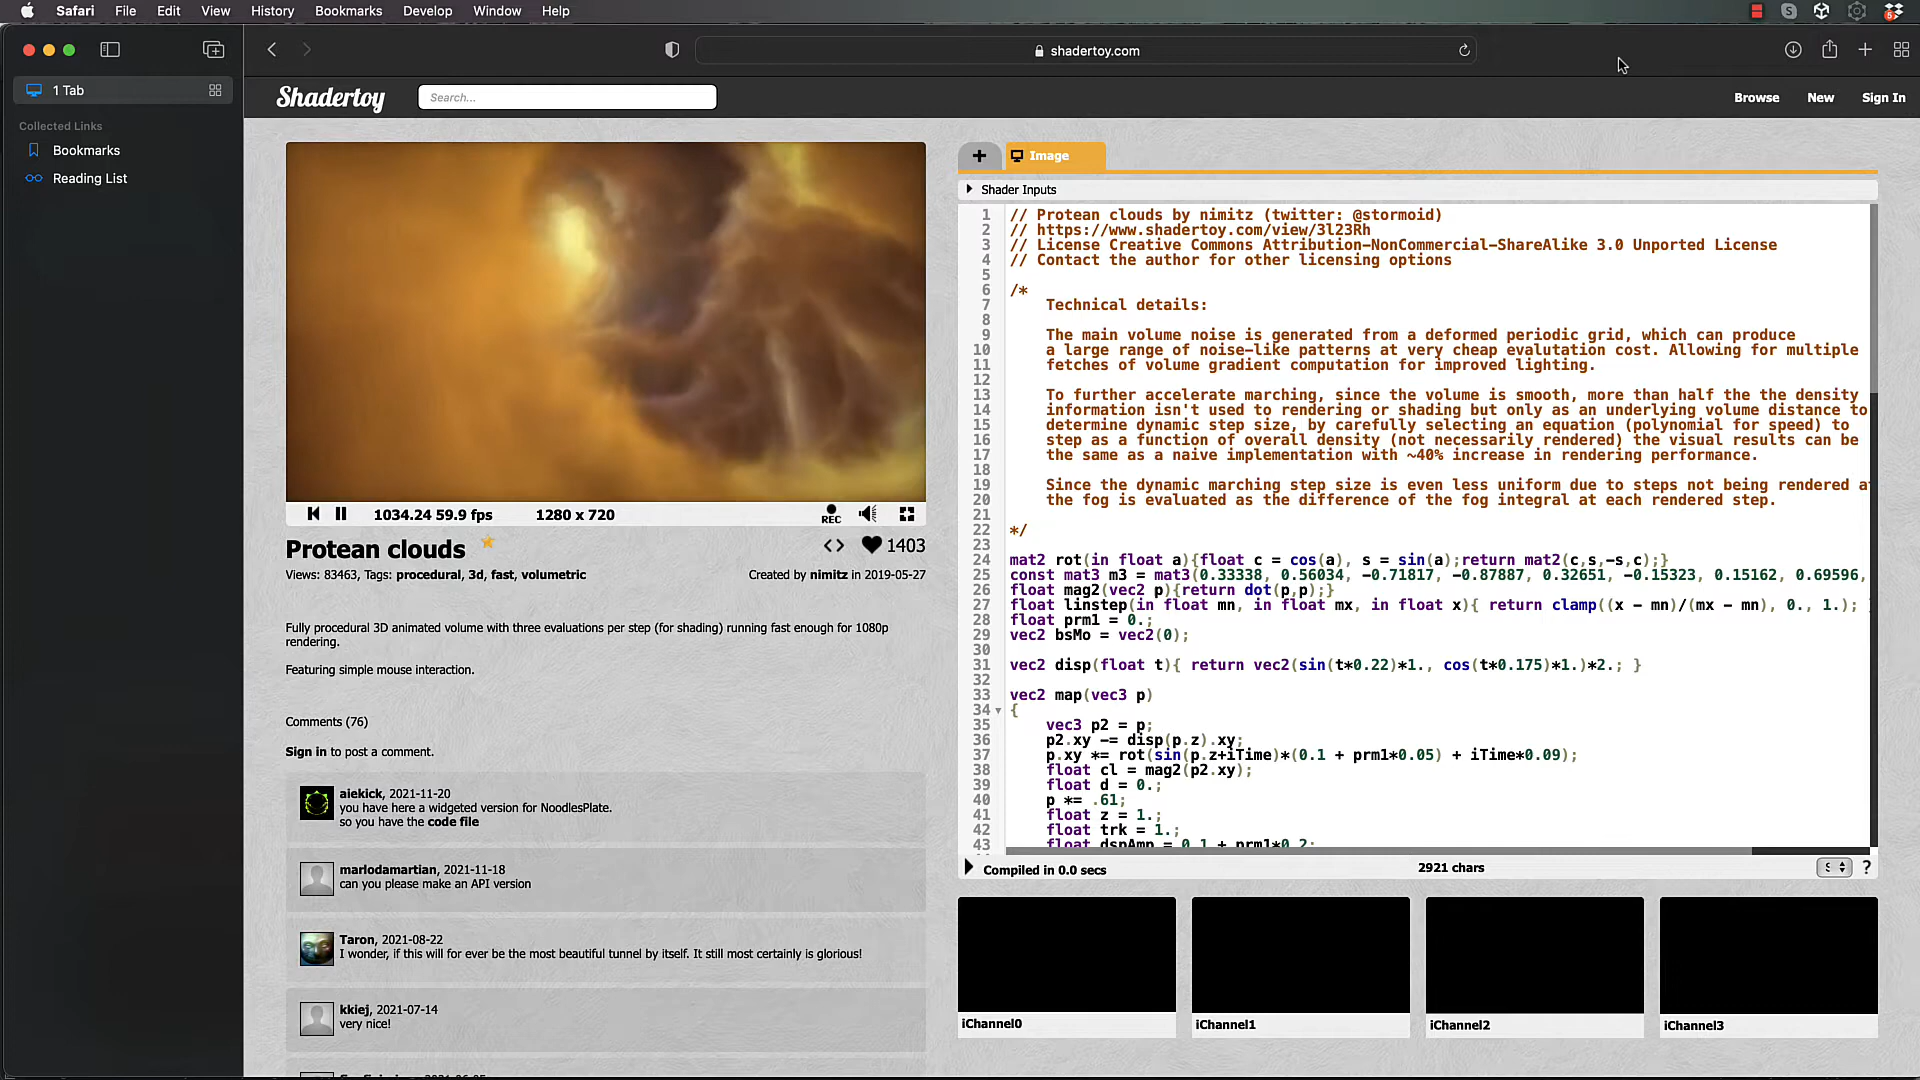 Safari File Edit View History Bookmarks Develop Window Help
shadertoy.com
1 Tab
Collected Links
Bookmarks
Reading List
Shadertoy
Search...
Browse New Sign In
1034.24 59.9 fps 1280 x 720
REC
Protean clouds
1403
Views: 83463, Tags: procedural, 3d, fast, volumetric
Created by nimitz in 2019-05-27
Fully procedural 3D animated volume with three evaluations per step (for shading) running fast enough for 1080p
rendering.
Featuring simple mouse interaction.
Comments (76)
Sign in to post a comment.
aiekick, 2021-11-20
you have here a widgeted version for NoodlesPlate.
so you have the code file
marlodamartian, 2021-11-18
can you please make an API version
Taron, 2021-08-22
I wonder, if this will for ever be the most beautiful tunnel by itself. It still most certainly is glorious!
kkiej, 2021-07-14
very nice!
+ Image
Shader Inputs
1 // Protean clouds by nimitz (twitter: @stormoid)
2 // https://www.shadertoy.com/view/3l23Rh
3 // License Creative Commons Attribution-NonCommercial-ShareAlike 3.0 Unported License
4 // Contact the author for other licensing options
5
6 /*
7 Technical details:
8
9 The main volume noise is generated from a deformed periodic grid, which can produce
10 a large range of noise-like patterns at very cheap evalutation cost. Allowing for multiple
11 fetches of volume gradient computation for improved lighting.
12
13 To further accelerate marching, since the volume is smooth, more than half the the density
14 information isn't used to rendering or shading but only as an underlying volume distance to
15 determine dynamic step size, by carefully selecting an equation (polynomial for speed) to
16 step as a function of overall density (not necessarily rendered) the visual results can be
17 the same as a naive implementation with ~40% increase in rendering performance.
18
19 Since the dynamic marching step size is even less uniform due to steps not being rendered a
20 the fog is evaluated as the difference of the fog integral at each rendered step.
21
22 */
23
24 mat2 rot(in float a){float c = cos(a), s = sin(a);return mat2(c,s,-s,c);}
25 const mat3 m3 = mat3(0.33338, 0.56034, -0.71817, -0.87887, 0.32651, -0.15323, 0.15162, 0.69596,
26 float mag2(vec2 p){return dot(p,p);}
27 float linstep(in float mn, in float mx, in float x){ return clamp((x - mn)/(mx - mn), 0., 1.);
28 float prm1 = 0.;
29 vec2 bsMo = vec2(0);
30
31 vec2 disp(float t){ return vec2(sin(t*0.22)*1., cos(t*0.175)*1.)*2.; }
32
33 vec2 map(vec3 p)
34 {
35 vec3 p2 = p;
36 p2.xy -= disp(p.z).xy;
37 p.xy *= rot(sin(p.z+iTime)*(0.1 + prm1*0.05) + iTime*0.09);
38 float cl = mag2(p2.xy);
39 float d = 0.;
40 p *= .61;
41 float z = 1.;
42 float trk = 1.;
43 float dspAmp = 0.1 + prm1*0.2;
Compiled in 0.0 secs
2921 chars
?
iChannel0 iChannel1 iChannel2 iChannel3